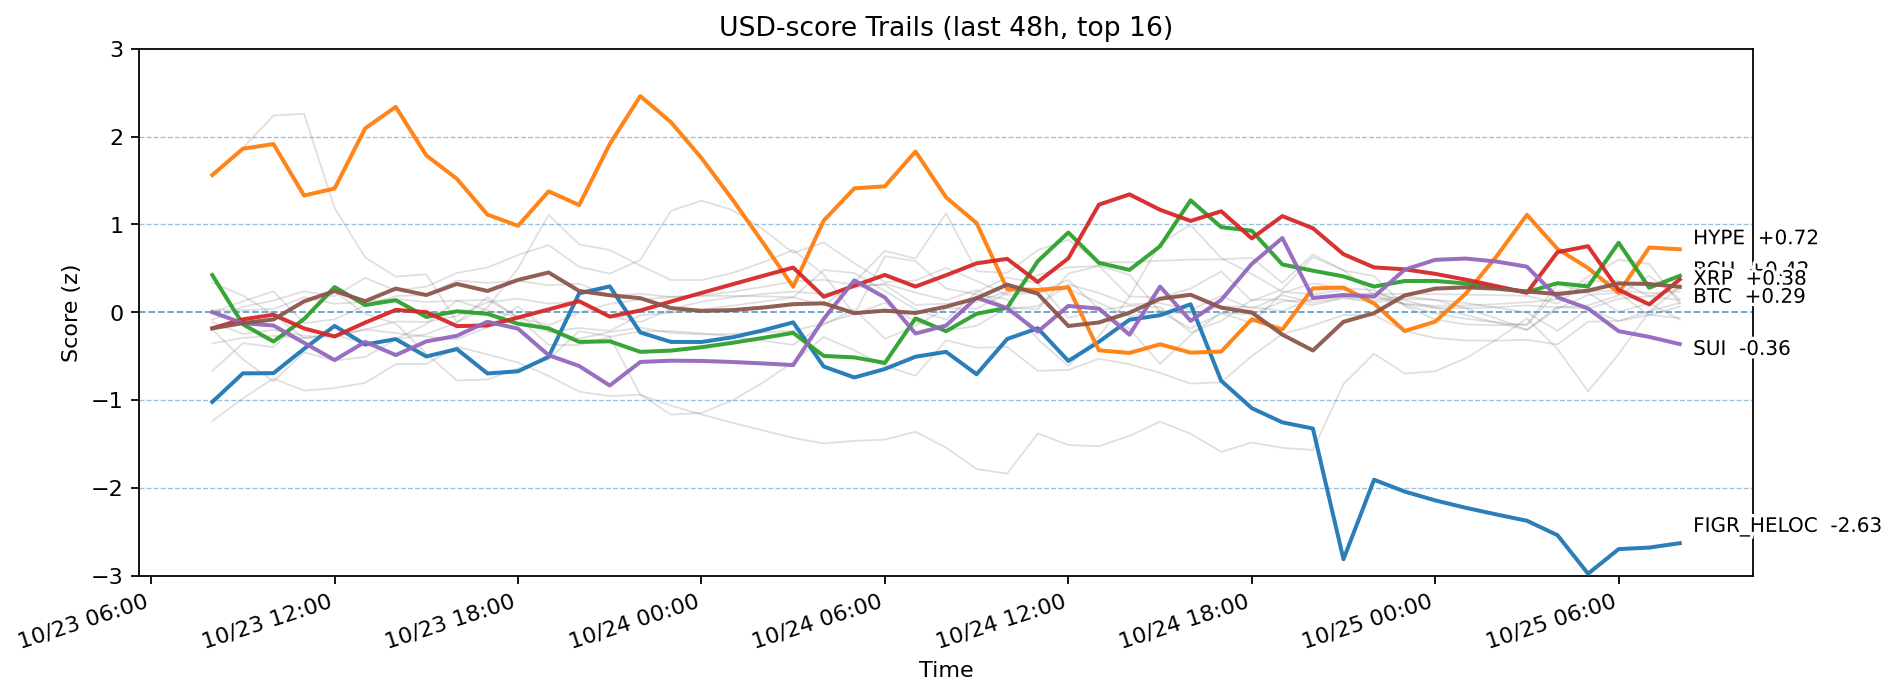 USD-score Trails (last 48h, top 16)
3
2
1
0
−1
−2
−3
Score (z)
HYPE +0.72
XRP +0.38
BTC +0.29
SUI -0.36
FIGR_HELOC -2.63
10/23 06:00
10/23 12:00
10/23 18:00
10/24 00:00
10/24 06:00
10/24 12:00
10/24 18:00
10/25 00:00
10/25 06:00
Time